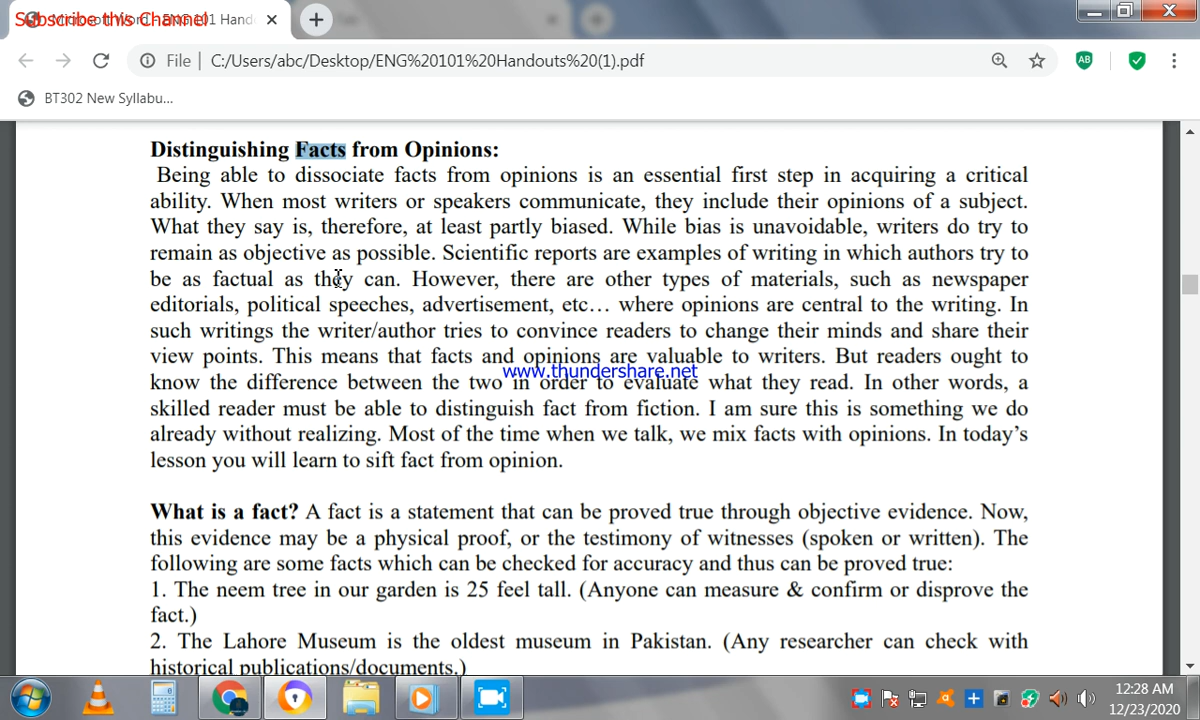 Subscribe this Channel
File C:/Users/abc/Desktop/ENG%20101%20Handouts%20(1).pdf
AB
BT302 New Syllabu...
Distinguishing Facts from Opinions:
Being able to dissociate facts from opinions is an essential first step in acquiring a critical
ability. When most writers or speakers communicate, they include their opinions of a subject.
What they say is, therefore, at least partly biased. While bias is unavoidable, writers do try to
remain as objective as possible. Scientific reports are examples of writing in which authors try to
be as factual as they can. However, there are other types of materials, such as newspaper
editorials, political speeches, advertisement, etc… where opinions are central to the writing. In
such writings the writer/author tries to convince readers to change their minds and share their
view points. This means that facts and opinions are valuable to writers. But readers ought to
www.thundershare.net
know the difference between the two in order to evaluate what they read. In other words, a
skilled reader must be able to distinguish fact from fiction. I am sure this is something we do
already without realizing. Most of the time when we talk, we mix facts with opinions. In today’s
lesson you will learn to sift fact from opinion.
What is a fact? A fact is a statement that can be proved true through objective evidence. Now,
this evidence may be a physical proof, or the testimony of witnesses (spoken or written). The
following are some facts which can be checked for accuracy and thus can be proved true:
1. The neem tree in our garden is 25 feel tall. (Anyone can measure & confirm or disprove the
fact.)
2. The Lahore Museum is the oldest museum in Pakistan. (Any researcher can check with
historical publications/documents.)
12:28 AM
12/23/2020